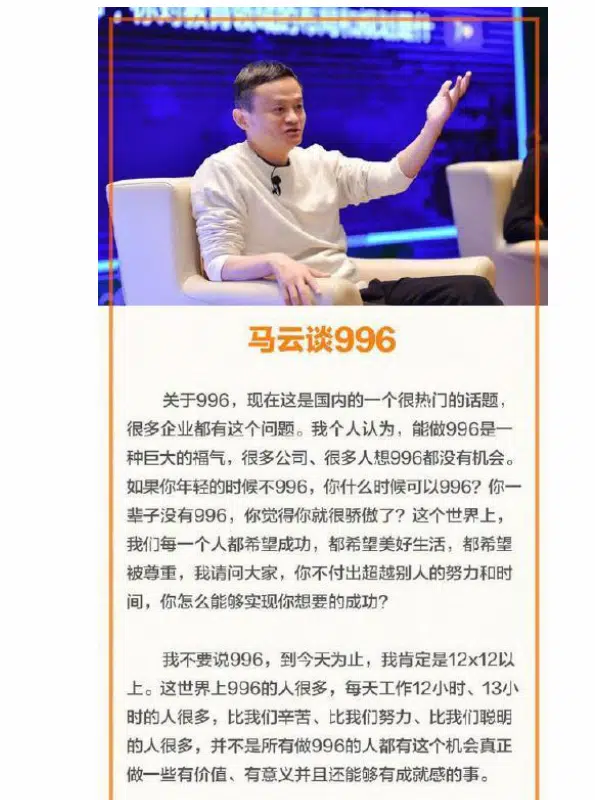 马云谈996
关于996，现在这是国内的一个很热门的话题，
很多企业都有这个问题。我个人认为，能做996是一
种巨大的福气，很多公司、很多人想996都没有机会。
如果你年轻的时候不996，你什么时候可以996？你一
辈子没有996，你觉得你就很骄傲了？这个世界上，
我们每一个人都希望成功，都希望美好生活，都希望
被尊重，我请问大家，你不付出超越别人的努力和时
间，你怎么能够实现你想要的成功？
我不要说996，到今天为止，我肯定是12x12以
上。这世界上996的人很多，每天工作12小时、13小
时的人很多，比我们辛苦、比我们努力、比我们聪明
的人很多，并不是所有做996的人都有这个机会真正
做一些有价值、有意义并且还能够有成就感的事。